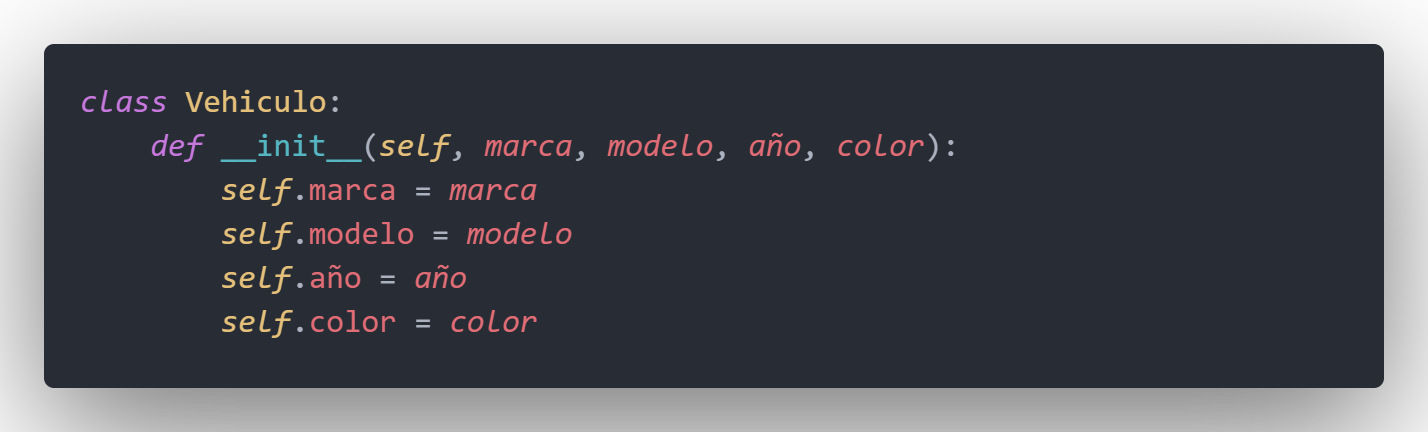 class Vehiculo:
    def __init__(self, marca, modelo, año, color):
        self.marca = marca
        self.modelo = modelo
        self.año = año
        self.color = color